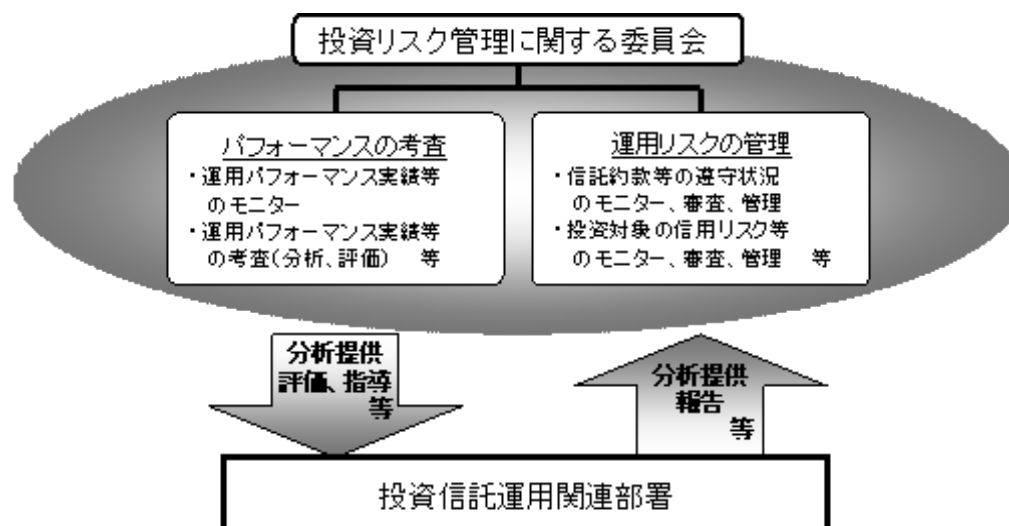 投資リスク管理に関する委員会
パフォーマンスの考査
・運用パフォーマンス実績等
のモニター
・運用パフォーマンス実績等
の考査(分析、評価) 等
運用リスクの管理
・信託約款等の遵守状況
のモニター、審査、管理
・投資対象の信用リスク等
のモニター、審査、管理 等
分析提供
評価、指導
等
分析提供
報告
等
投資信託運用関連部署